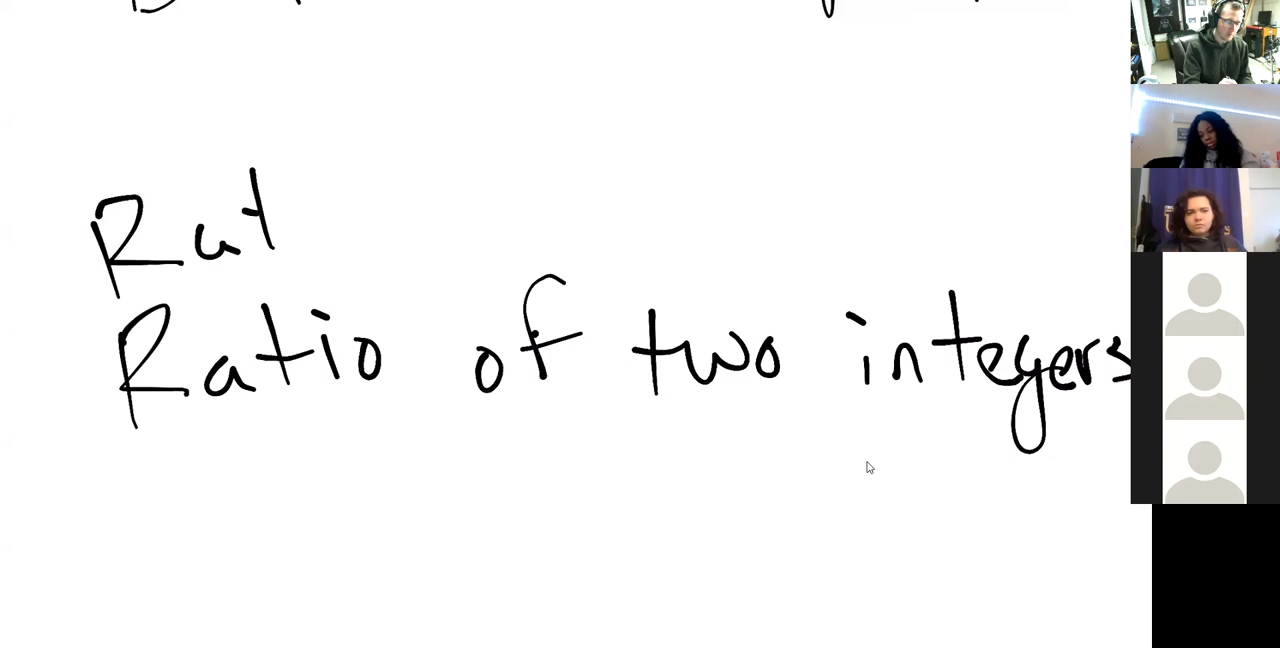 Rat
Ratio of two integers